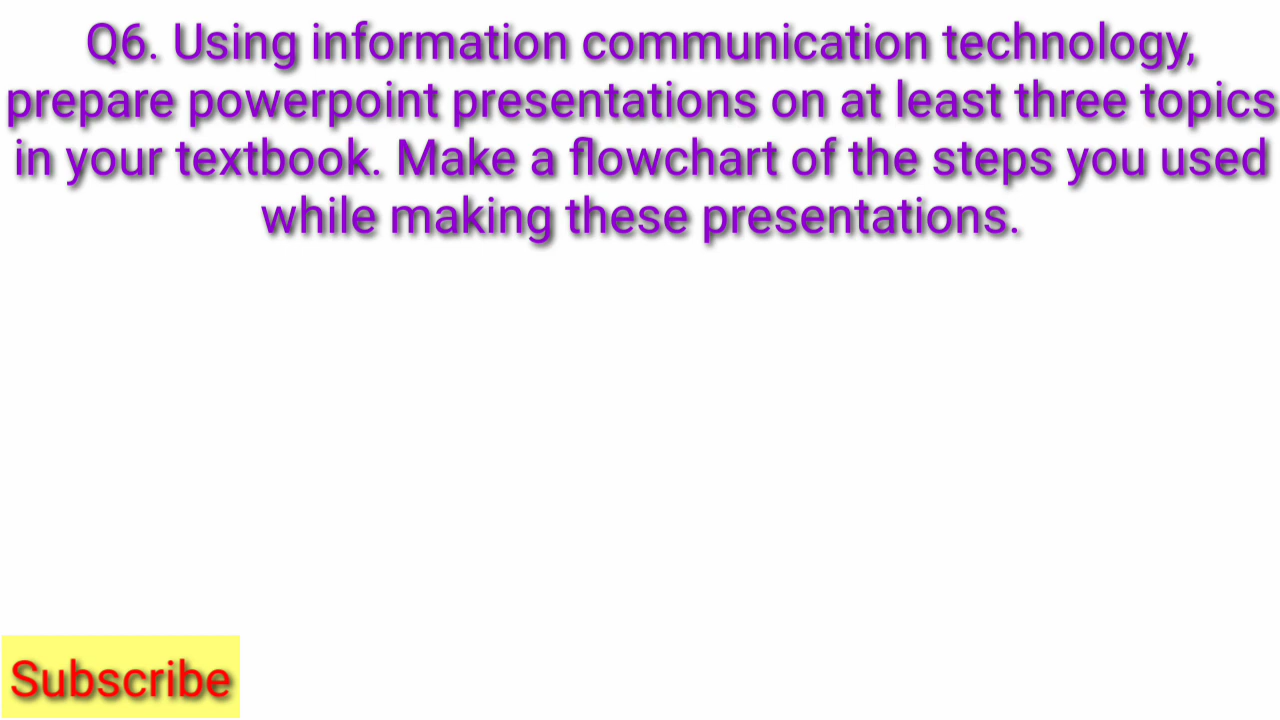 Q6. Using information communication technology,
prepare powerpoint presentations on at least three topics
in your textbook. Make a flowchart of the steps you used
while making these presentations.
Subscribe